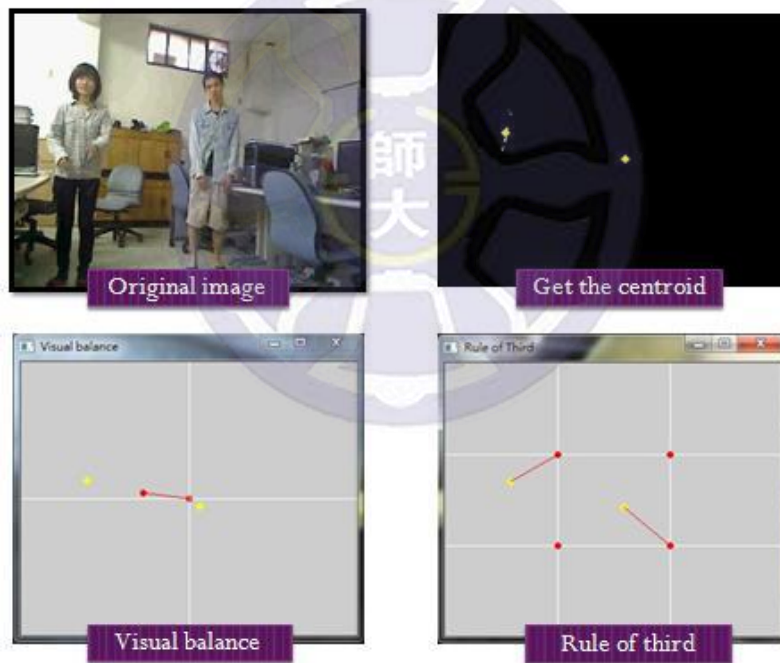 師大
Original image
Get the centroid
Visual balance
Rule of Third
Visual balance
Rule of third